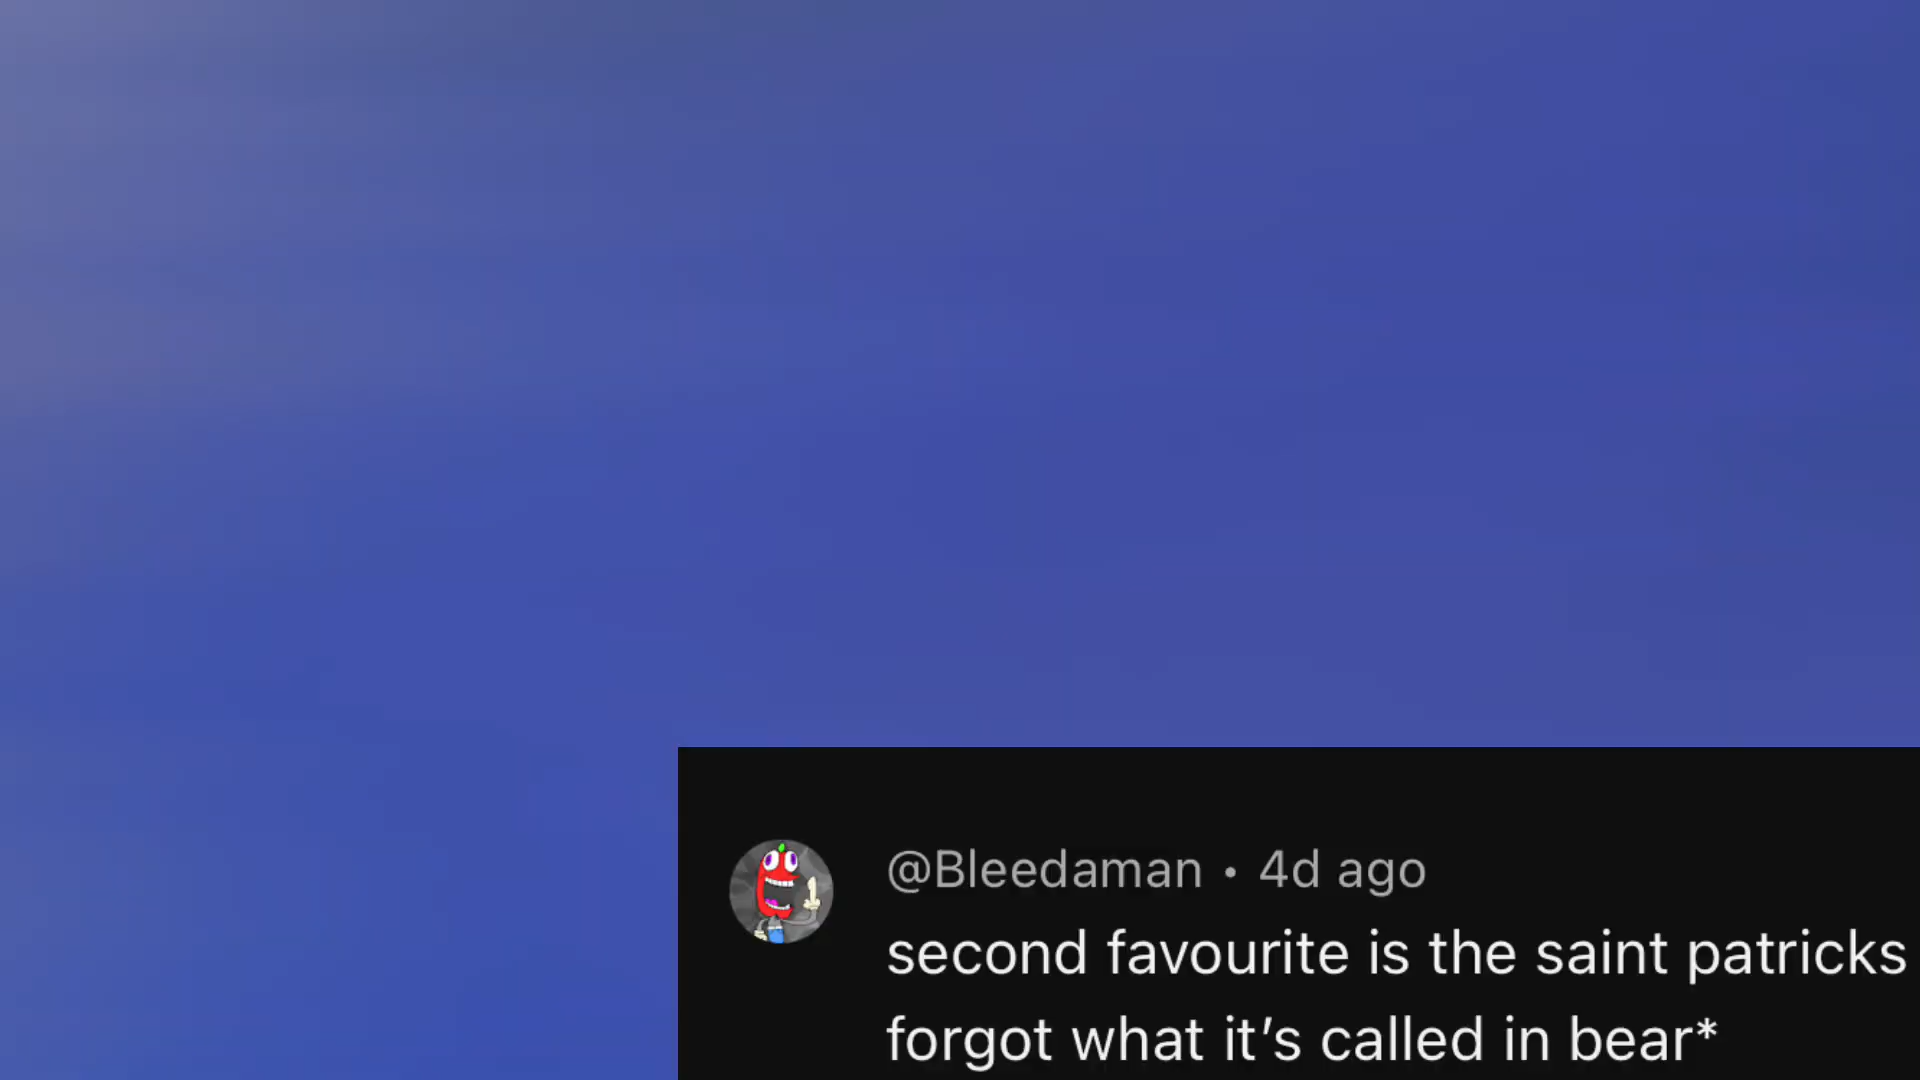 @Bleedaman • 4d ago
second favourite is the saint patricks
forgot what it’s called in bear*